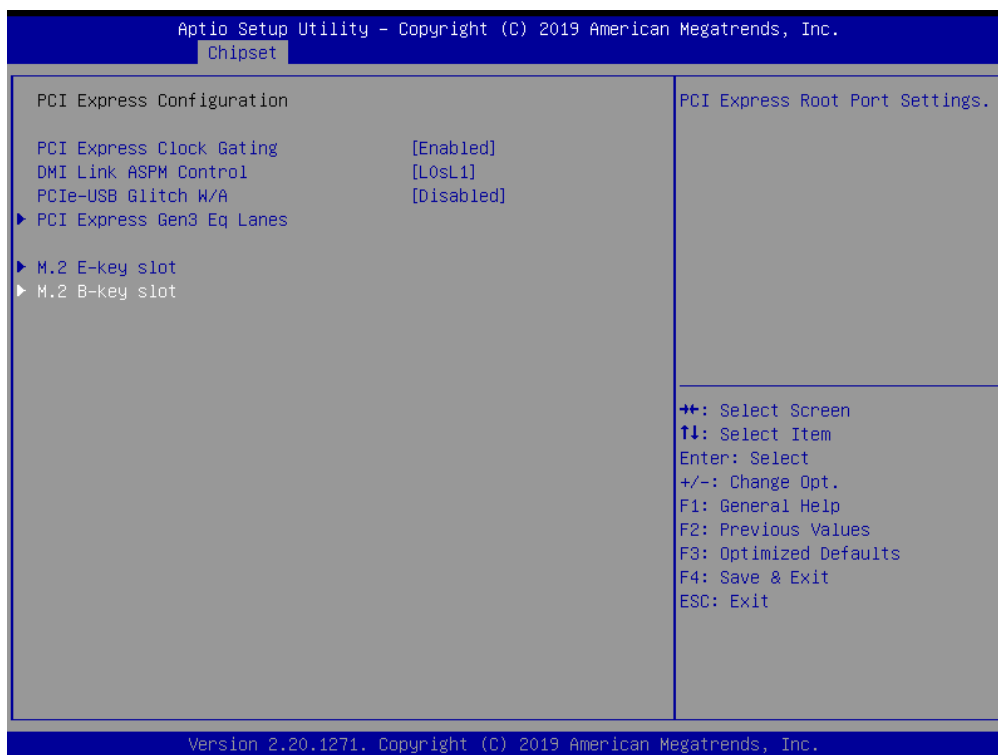 Aptio Setup Utility – Copyright (C) 2019 American Megatrends, Inc.
Chipset
PCI Express Configuration
PCI Express Clock Gating [Enabled]
DMI Link ASPM Control [L0sL1]
PCIe-USB Glitch W/A [Disabled]
PCI Express Gen3 Eq Lanes
M.2 E-key slot
M.2 B-key slot
PCI Express Root Port Settings.
→←: Select Screen
↑↓: Select Item
Enter: Select
+/-: Change Opt.
F1: General Help
F2: Previous Values
F3: Optimized Defaults
F4: Save & Exit
ESC: Exit
Version 2.20.1271. Copyright (C) 2019 American Megatrends, Inc.